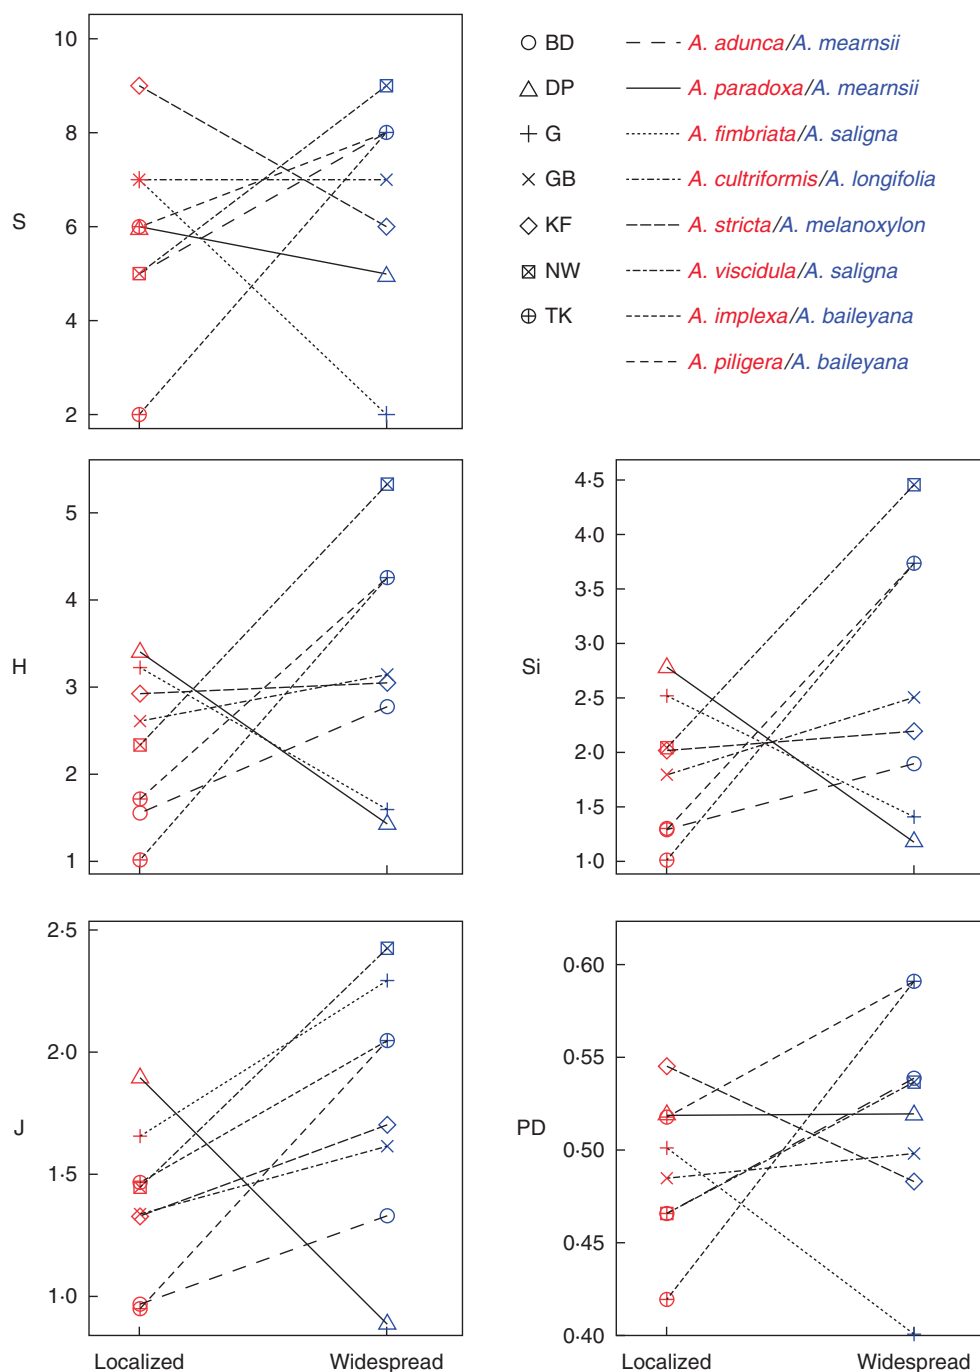 10
8
6
4
2
S
BD
DP
G
GB
KF
NW
TK
A. adunca/A. mearnsii
A. paradoxa/A. mearnsii
A. fimbriata/A. saligna
A. cultriformis/A. longifolia
A. stricta/A. melanoxylon
A. viscidula/A. saligna
A. implexa/A. baileyana
A. piligera/A. baileyana
5
4
3
2
1
H
4·5
4·0
3·5
3·0
2·5
2·0
1·5
1·0
Si
2·5
2·0
1·5
1·0
J
Localized
Widespread
0·60
0·55
0·50
0·45
0·40
PD
Localized
Widespread